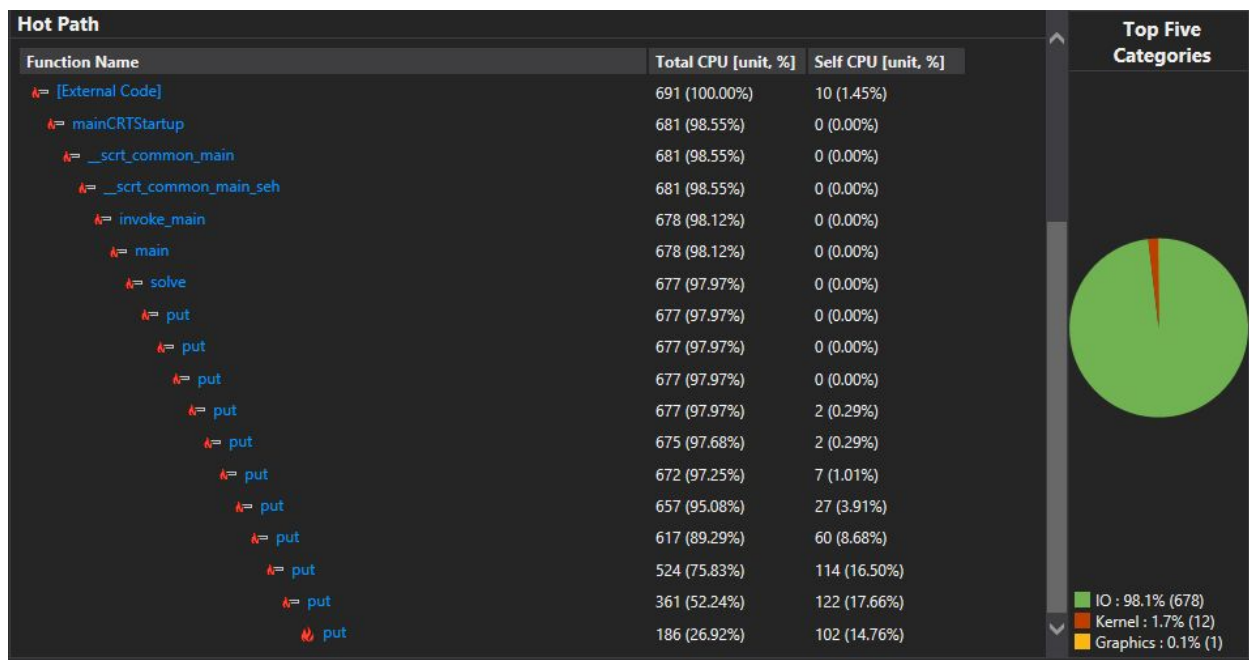 Hot Path
Function Name Total CPU [unit, %] Self CPU [unit, %]
[External Code] 691 (100.00%) 10 (1.45%)
mainCRTStartup 681 (98.55%) 0 (0.00%)
__scrt_common_main 681 (98.55%) 0 (0.00%)
__scrt_common_main_seh 681 (98.55%) 0 (0.00%)
invoke_main 678 (98.12%) 0 (0.00%)
main 678 (98.12%) 0 (0.00%)
solve 677 (97.97%) 0 (0.00%)
put 677 (97.97%) 0 (0.00%)
put 677 (97.97%) 0 (0.00%)
put 677 (97.97%) 0 (0.00%)
put 677 (97.97%) 2 (0.29%)
put 675 (97.68%) 2 (0.29%)
put 672 (97.25%) 7 (1.01%)
put 657 (95.08%) 27 (3.91%)
put 617 (89.29%) 60 (8.68%)
put 524 (75.83%) 114 (16.50%)
put 361 (52.24%) 122 (17.66%)
put 186 (26.92%) 102 (14.76%)
Top Five
Categories
IO : 98.1% (678)
Kernel : 1.7% (12)
Graphics : 0.1% (1)